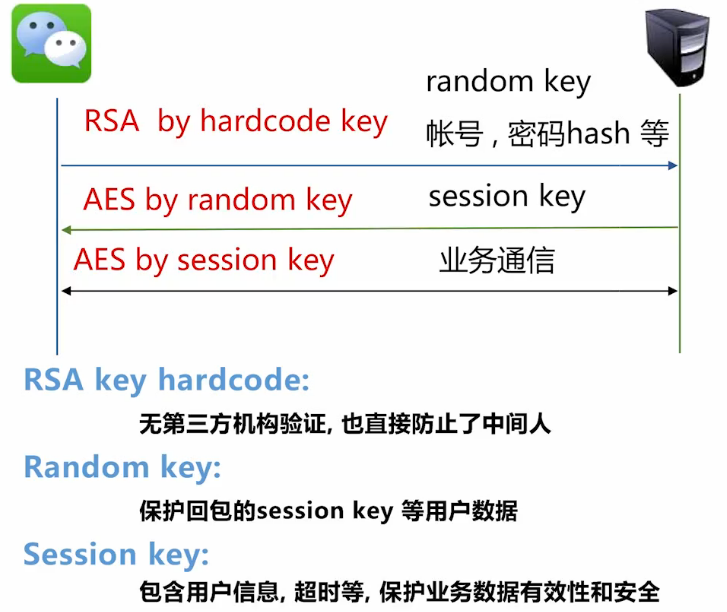 random key
RSA by hardcode key
帐号 , 密码hash 等
AES by random key
session key
AES by session key
业务通信
RSA key hardcode:
无第三方机构验证, 也直接防止了中间人
Random key:
保护回包的session key 等用户数据
Session key:
包含用户信息, 超时等, 保护业务数据有效性和安全